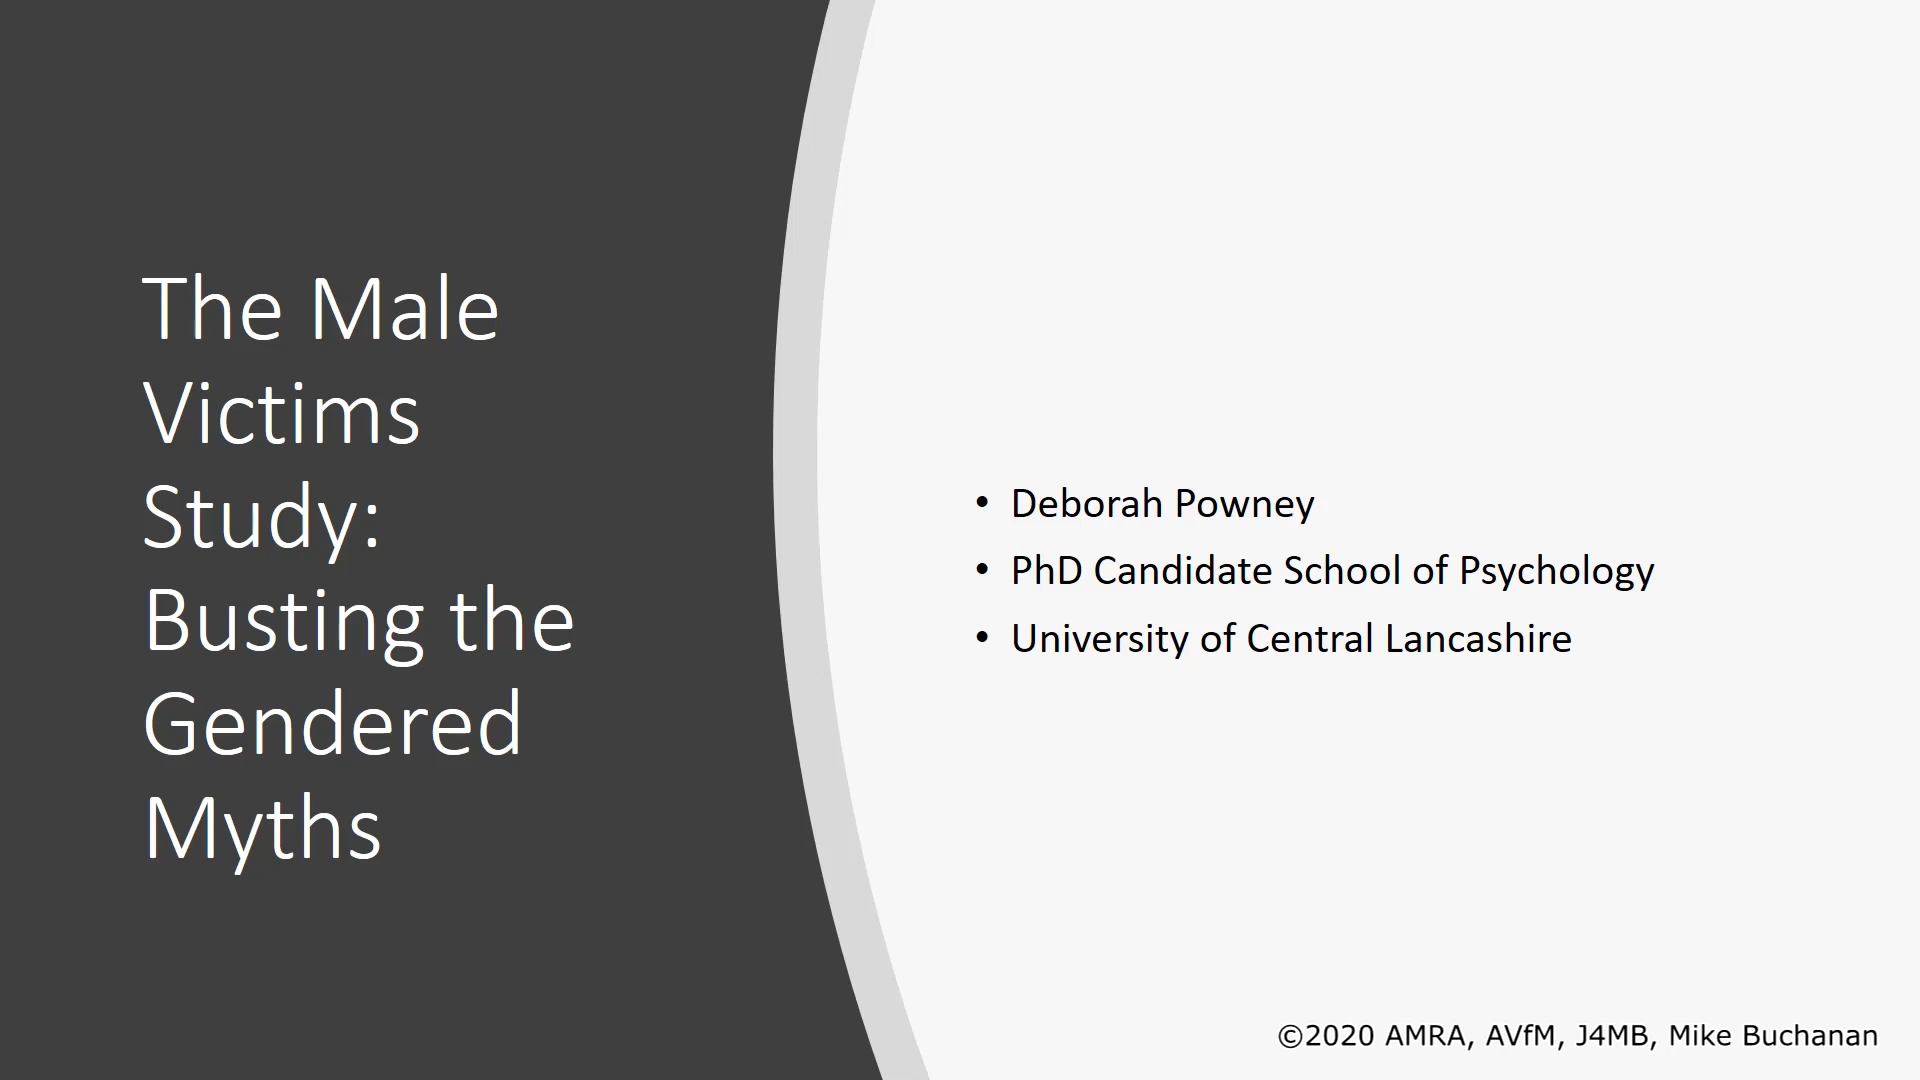 The Male
Victims
Study:
Busting the
Gendered
Myths
• Deborah Powney
• PhD Candidate School of Psychology
• University of Central Lancashire
©2020 AMRA, AVfM, J4MB, Mike Buchanan